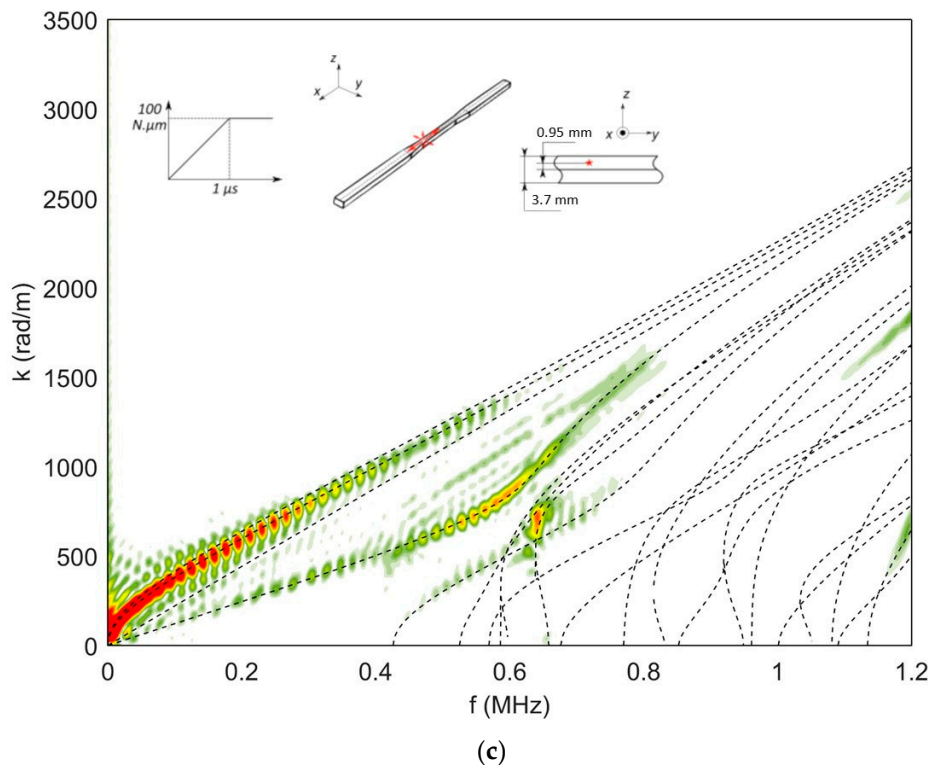 3500
3000
2500
2000
1500
1000
500
0
k (rad/m)
100
N.µm
1 µs
z
x
y
z
x
y
0.95 mm
3.7 mm
0
0.2
0.4
0.6
0.8
1
1.2
f (MHz)
(c)